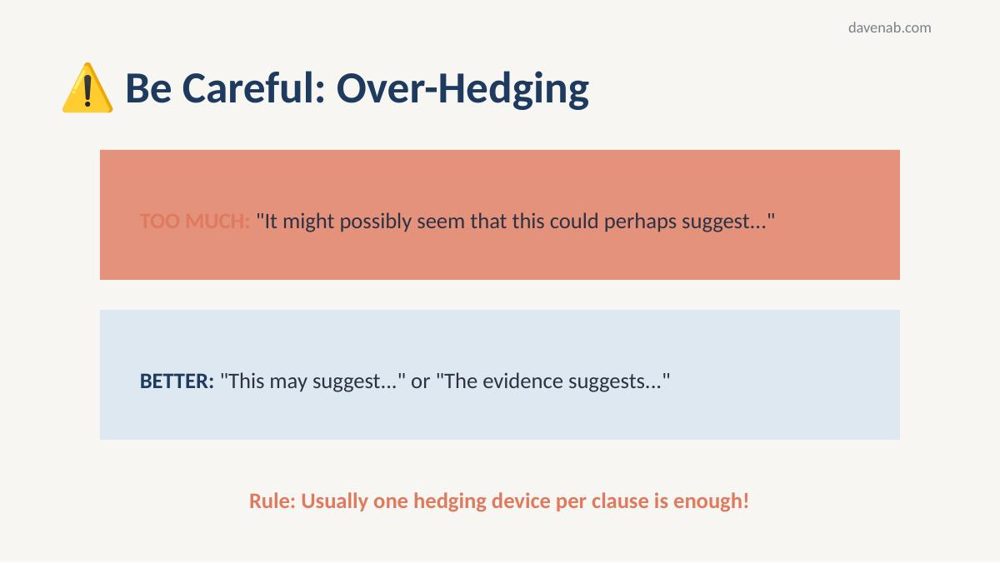 davenab.com
⚠️ Be Careful: Over-Hedging
TOO MUCH: "It might possibly seem that this could perhaps suggest..."
BETTER: "This may suggest..." or "The evidence suggests..."
Rule: Usually one hedging device per clause is enough!